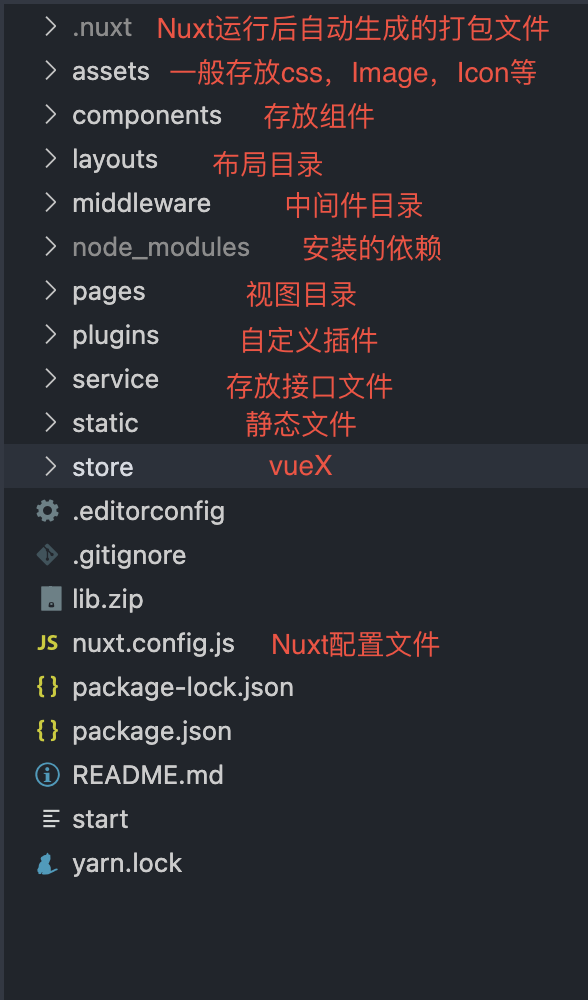 .nuxt Nuxt运行后自动生成的打包文件
assets 一般存放css，Image，Icon等
components 存放组件
layouts 布局目录
middleware 中间件目录
node_modules 安装的依赖
pages 视图目录
plugins 自定义插件
service 存放接口文件
static 静态文件
store vueX
.editorconfig
.gitignore
lib.zip
JS nuxt.config.js Nuxt配置文件
{} package-lock.json
{} package.json
README.md
start
yarn.lock